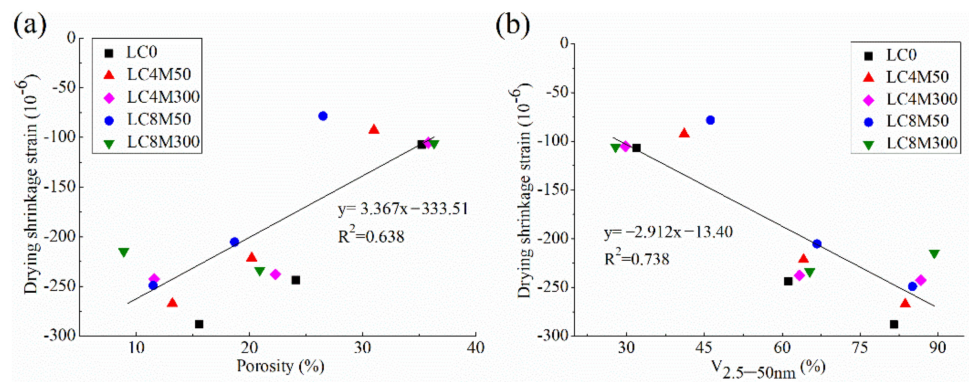 (a)
0
-50
-100
-150
-200
-250
-300
Drying shrinkage strain (10⁻⁶)
LC0
LC4M50
LC4M300
LC8M50
LC8M300
y= 3.367x−333.51
R²=0.638
10
20
30
40
Porosity (%)
(b)
0
-50
-100
-150
-200
-250
-300
Drying shrinkage strain (10⁻⁶)
LC0
LC4M50
LC4M300
LC8M50
LC8M300
y= −2.912x−13.40
R²=0.738
30
45
60
75
90
V2.5—50nm (%)